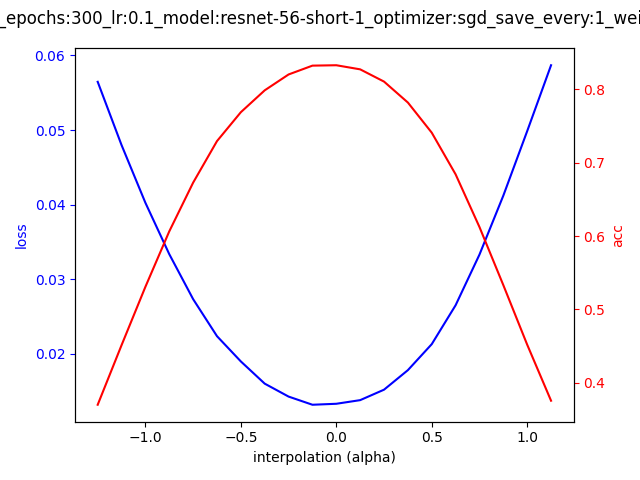 _epochs:300_lr:0.1_model:resnet-56-short-1_optimizer:sgd_save_every:1_wei
0.06
0.05
0.04
0.03
0.02
loss
0.8
0.7
0.6
0.5
0.4
acc
−1.0 −0.5 0.0 0.5 1.0
interpolation (alpha)